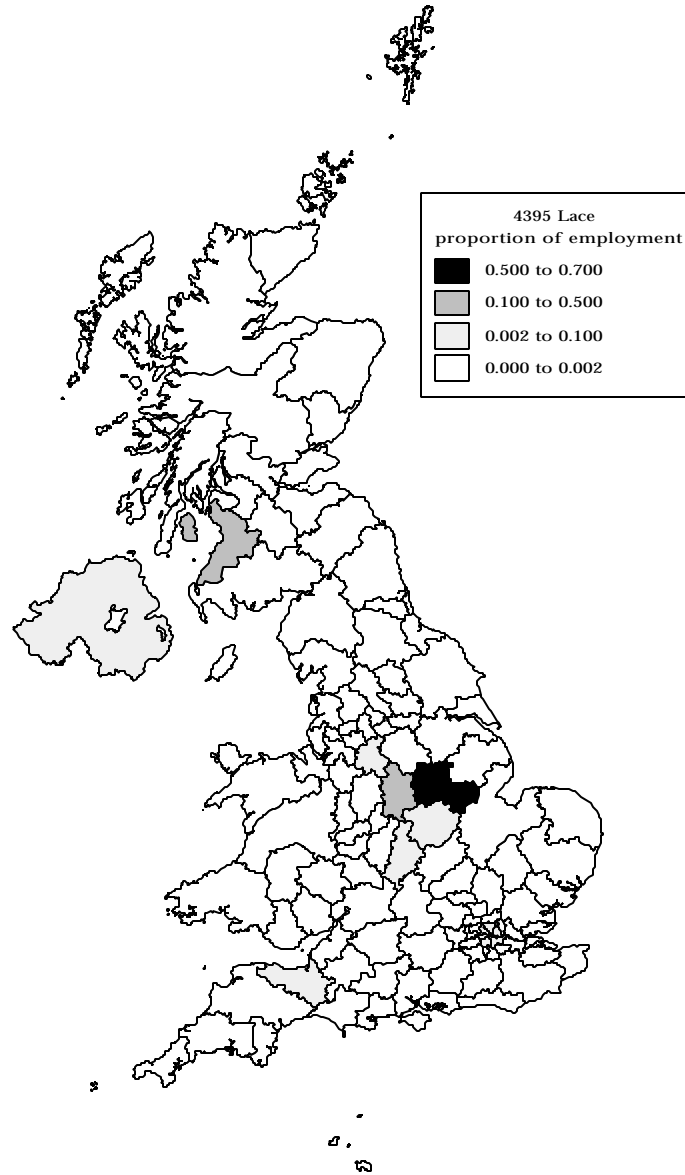 4395 Lace
proportion of employment
0.500 to 0.700
0.100 to 0.500
0.002 to 0.100
0.000 to 0.002